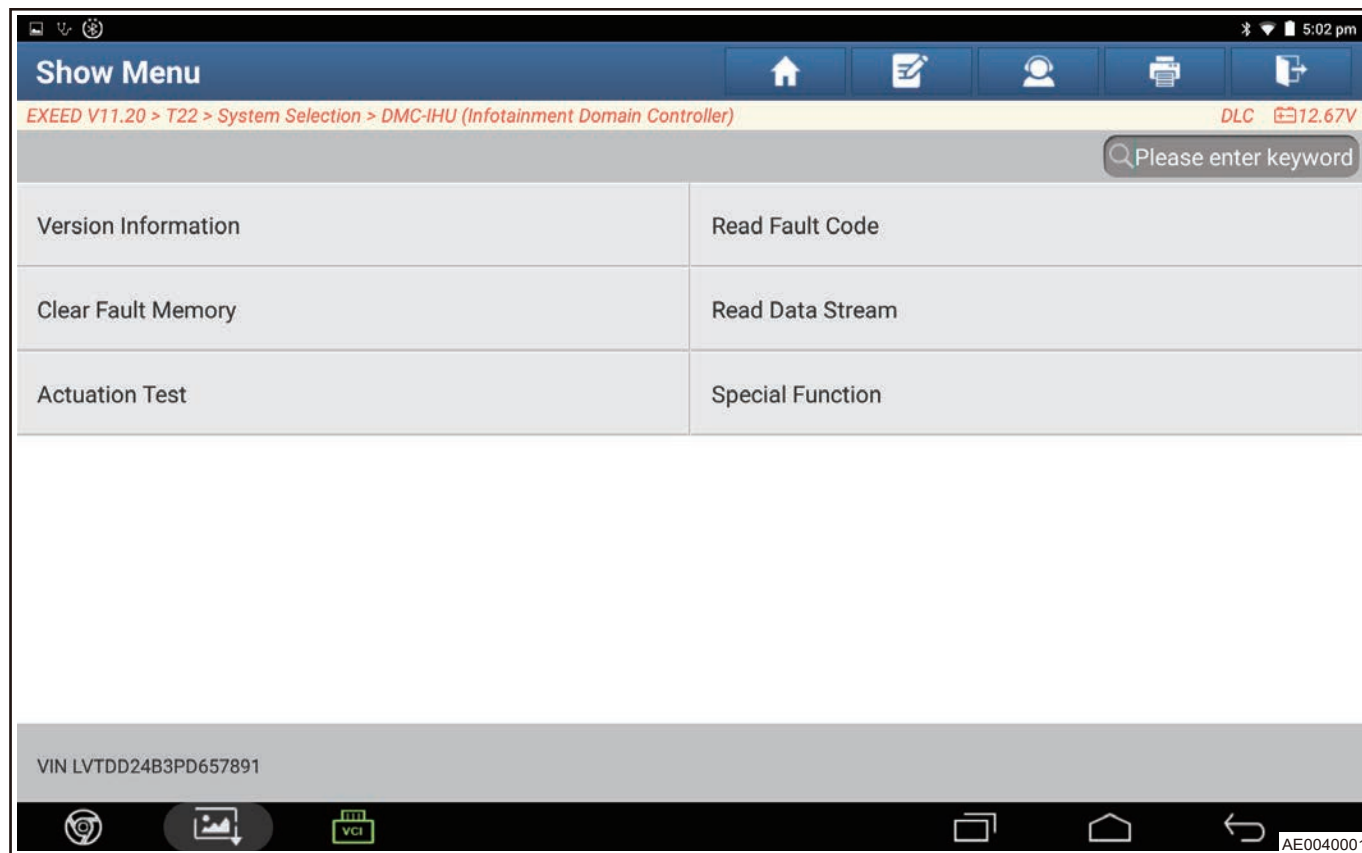 5:02 pm
Show Menu
EXEED V11.20 > T22 > System Selection > DMC-IHU (Infotainment Domain Controller)
DLC 12.67V
Please enter keyword
Version Information
Read Fault Code
Clear Fault Memory
Read Data Stream
Actuation Test
Special Function
VIN LVTDD24B3PD657891
VCI
AE0040001